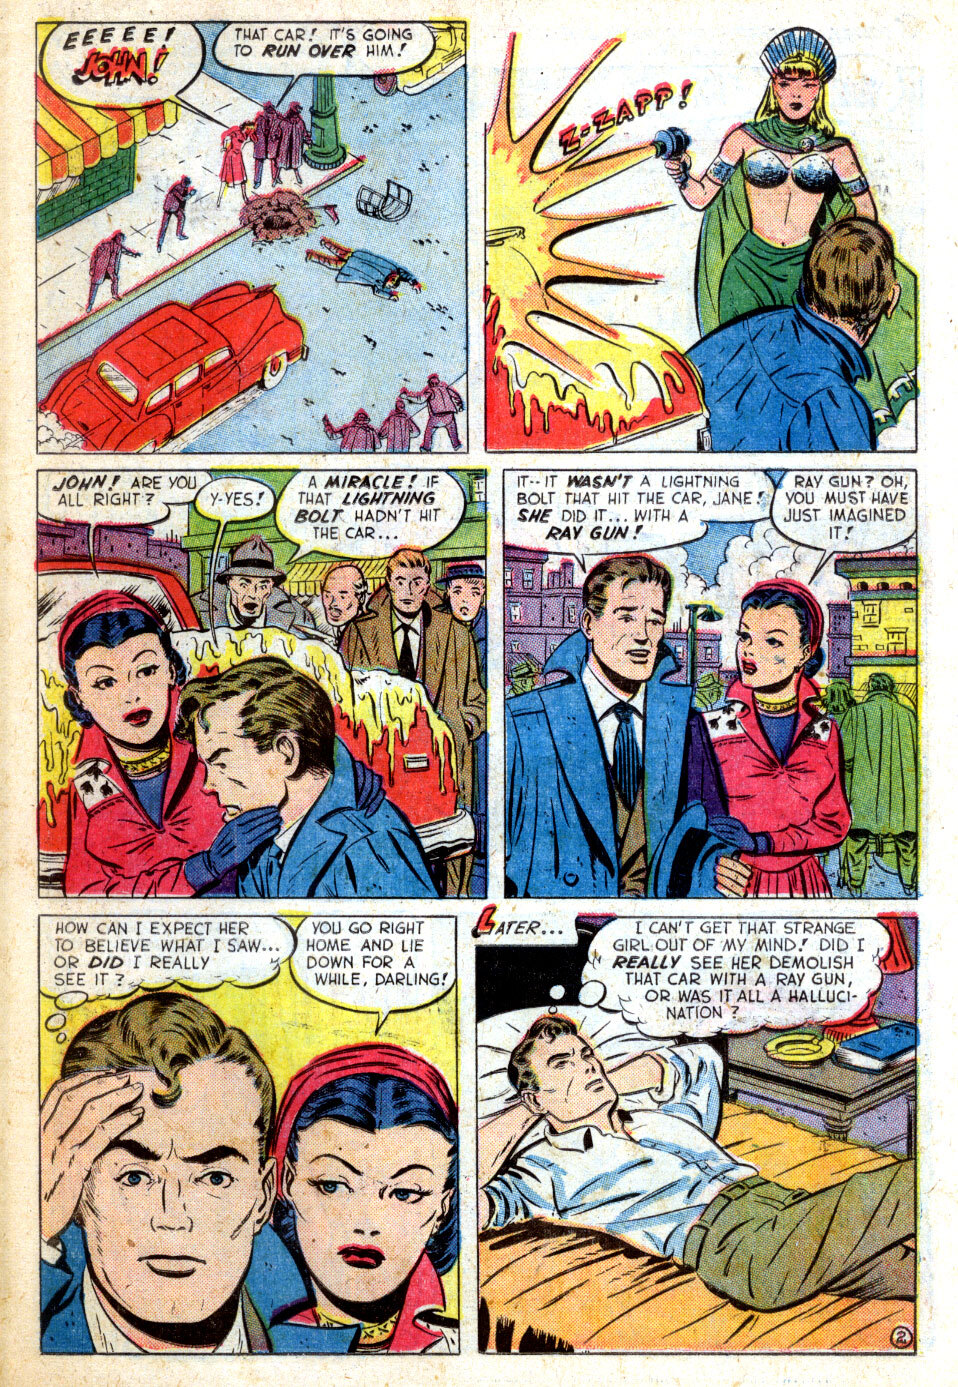 EEEEE!
JOHN!
THAT CAR! IT'S GOING
TO RUN OVER HIM!
Z-ZAPP!
JOHN! ARE YOU
ALL RIGHT?
Y-YES!
A MIRACLE! IF
THAT LIGHTNING
BOLT HADN'T HIT
THE CAR...
IT--IT WASN'T A LIGHTNING
BOLT THAT HIT THE CAR, JANE!
SHE DID IT... WITH A
RAY GUN!
RAY GUN? OH,
YOU MUST HAVE
JUST IMAGINED
IT!
HOW CAN I EXPECT HER
TO BELIEVE WHAT I SAW...
OR DID I REALLY
SEE IT?
YOU GO RIGHT
HOME AND LIE
DOWN FOR A
WHILE, DARLING!
LATER...
I CAN'T GET THAT STRANGE
GIRL OUT OF MY MIND! DID I
REALLY SEE HER DEMOLISH
THAT CAR WITH A RAY GUN,
OR WAS IT ALL A HALLUCI-
NATION?
2